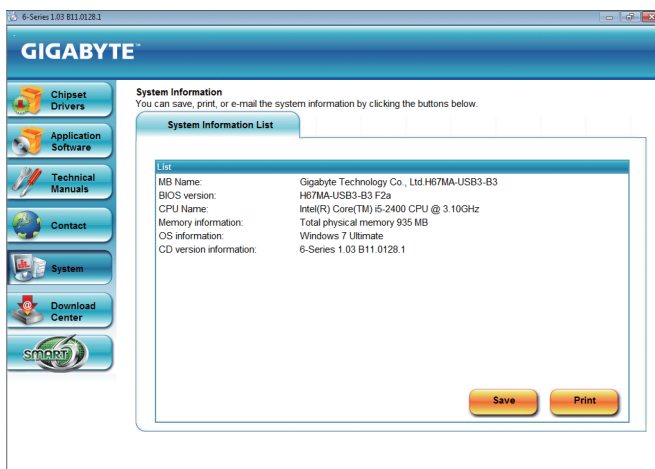 6-Series 1.03 B11.0128.1
GIGABYTE™
Chipset
Drivers
Application
Software
Technical
Manuals
Contact
System
Download
Center
SMART 6
System Information
You can save, print, or e-mail the system information by clicking the buttons below.
System Information List
List
MB Name: Gigabyte Technology Co., Ltd.H67MA-USB3-B3
BIOS version: H67MA-USB3-B3 F2a
CPU Name: Intel(R) Core(TM) i5-2400 CPU @ 3.10GHz
Memory information: Total physical memory 935 MB
OS information: Windows 7 Ultimate
CD version information: 6-Series 1.03 B11.0128.1
Save Print